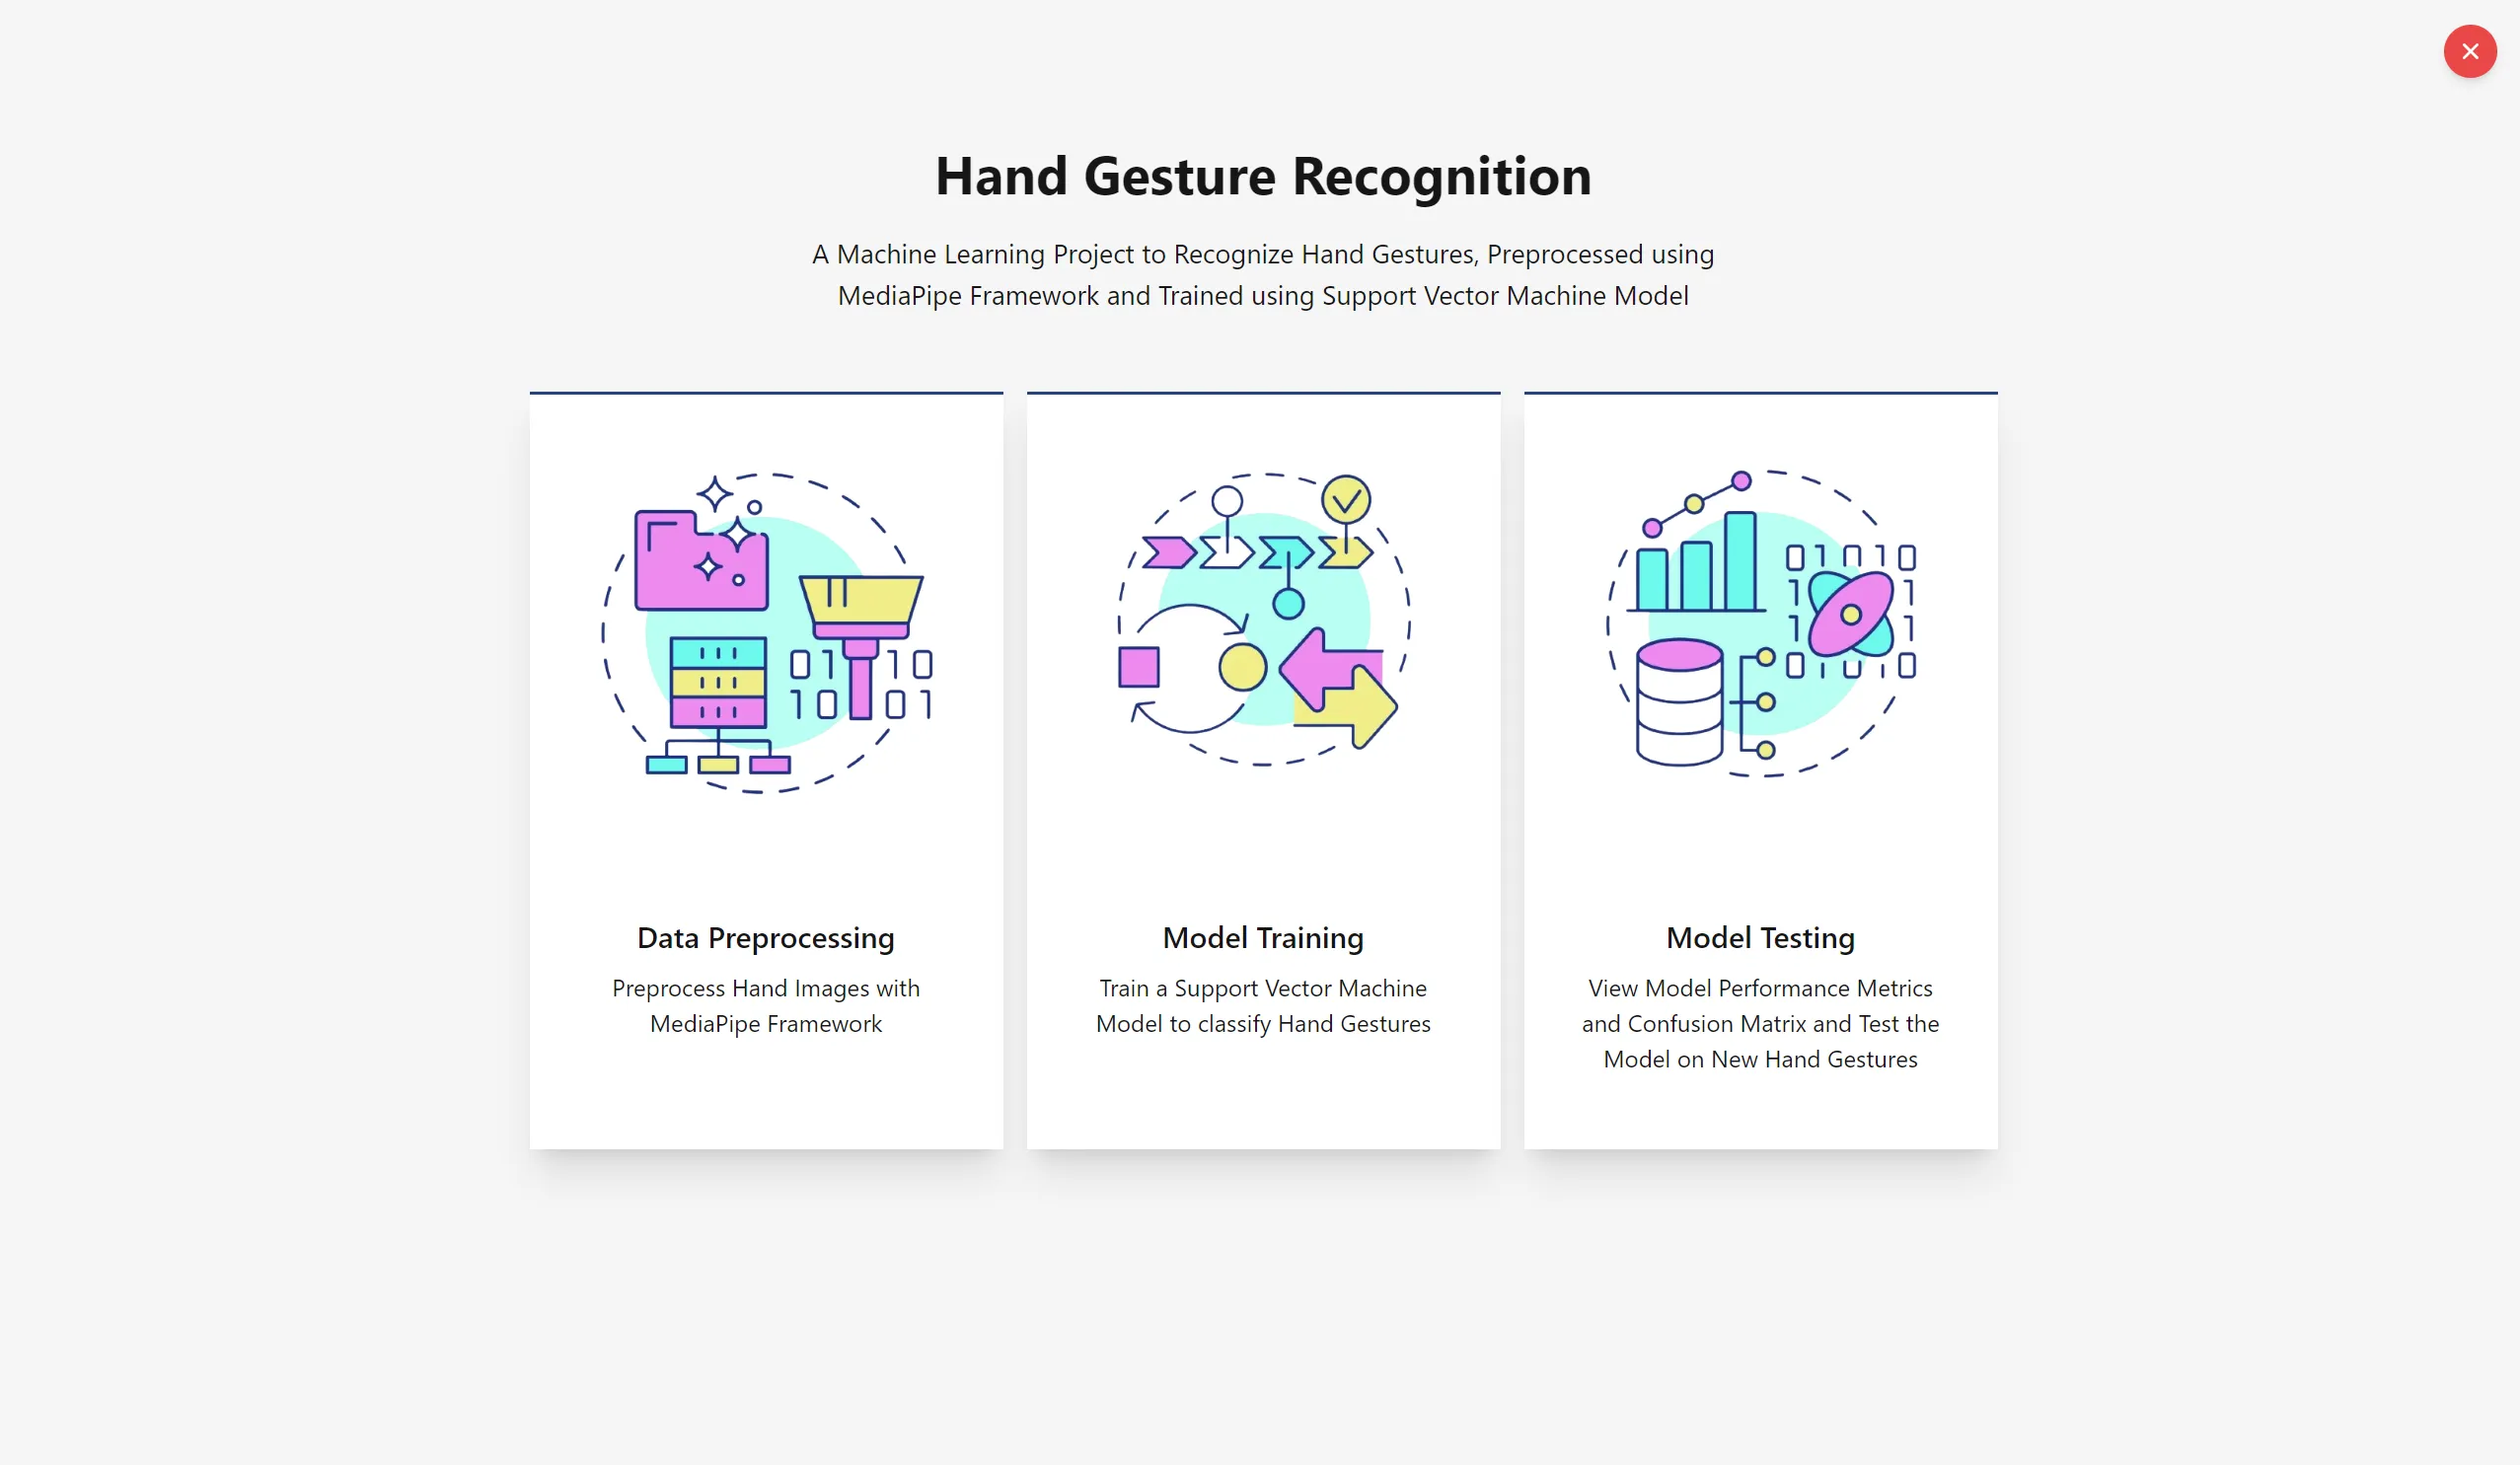 Hand Gesture Recognition
A Machine Learning Project to Recognize Hand Gestures, Preprocessed using
MediaPipe Framework and Trained using Support Vector Machine Model
01 10
10 01
01010
1 1
1 1
0 0
Data Preprocessing
Preprocess Hand Images with
MediaPipe Framework
Model Training
Train a Support Vector Machine
Model to classify Hand Gestures
Model Testing
View Model Performance Metrics
and Confusion Matrix and Test the
Model on New Hand Gestures